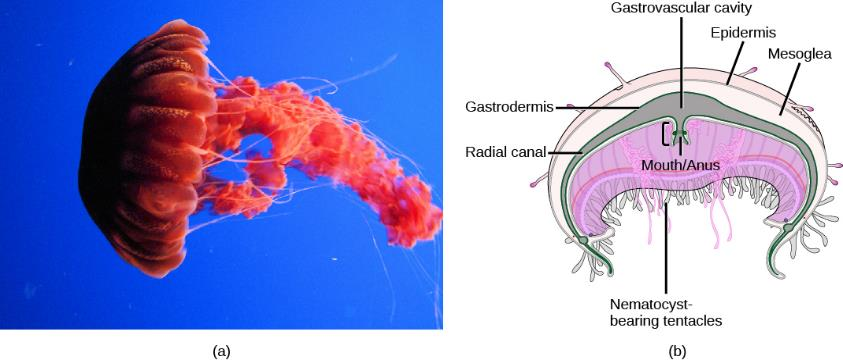 Gastrovascular cavity
Epidermis
Mesoglea
Gastrodermis
Radial canal
Mouth/Anus
Nematocyst-
bearing tentacles
(a)
(b)